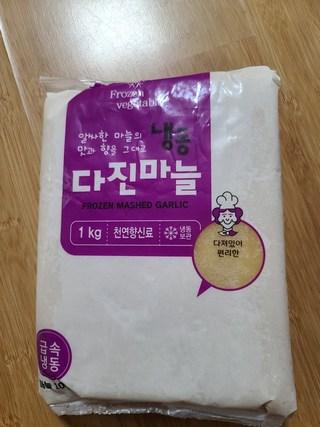 Frozen
vegetable
알싸한 마늘의
맛과 향을 그대로
냉동
다진마늘
FROZEN MASHED GARLIC
1 kg
천연향신료
냉동
보관
다져있어
편리한
급속
냉동